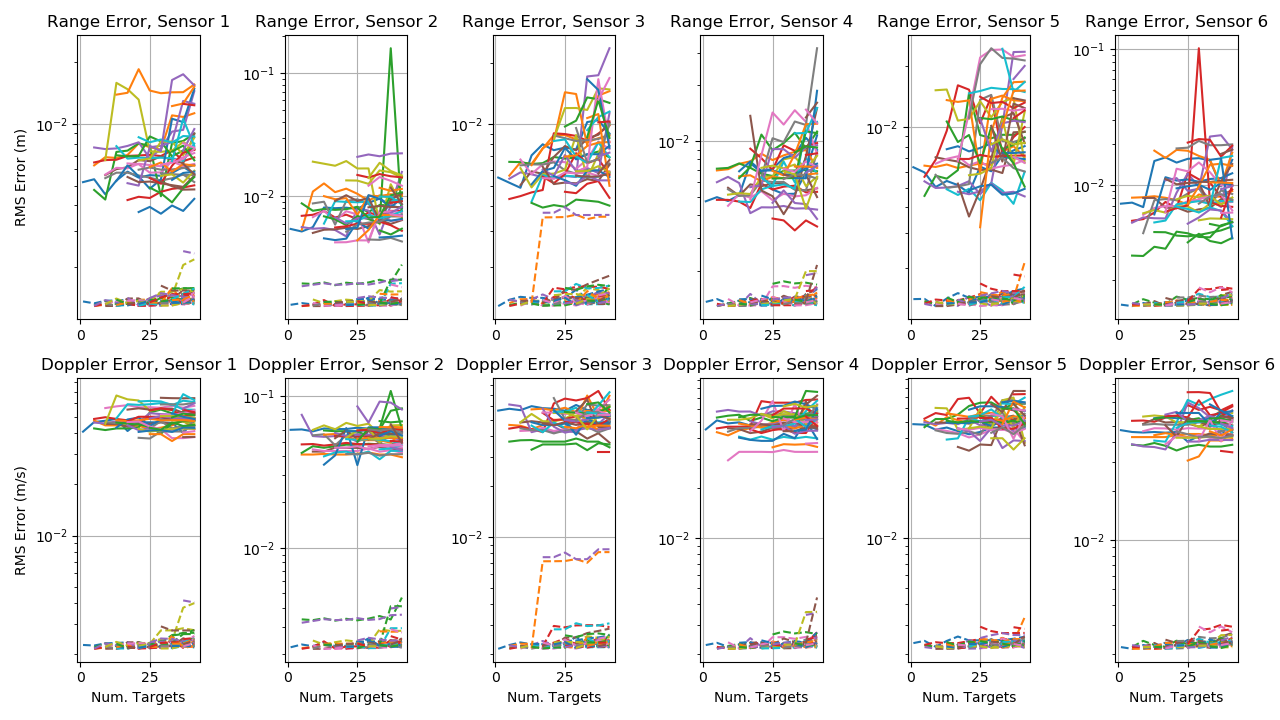 Range Error, Sensor 1
Range Error, Sensor 2
Range Error, Sensor 3
Range Error, Sensor 4
Range Error, Sensor 5
Range Error, Sensor 6
RMS Error (m)
10⁻²
0
25
10⁻¹
10⁻²
0
25
10⁻²
0
25
10⁻²
0
25
10⁻²
0
25
10⁻¹
10⁻²
0
25
Doppler Error, Sensor 1
Doppler Error, Sensor 2
Doppler Error, Sensor 3
Doppler Error, Sensor 4
Doppler Error, Sensor 5
Doppler Error, Sensor 6
RMS Error (m/s)
10⁻²
0
25
Num. Targets
10⁻¹
10⁻²
0
25
Num. Targets
10⁻²
0
25
Num. Targets
10⁻²
0
25
Num. Targets
10⁻²
0
25
Num. Targets
10⁻²
0
25
Num. Targets